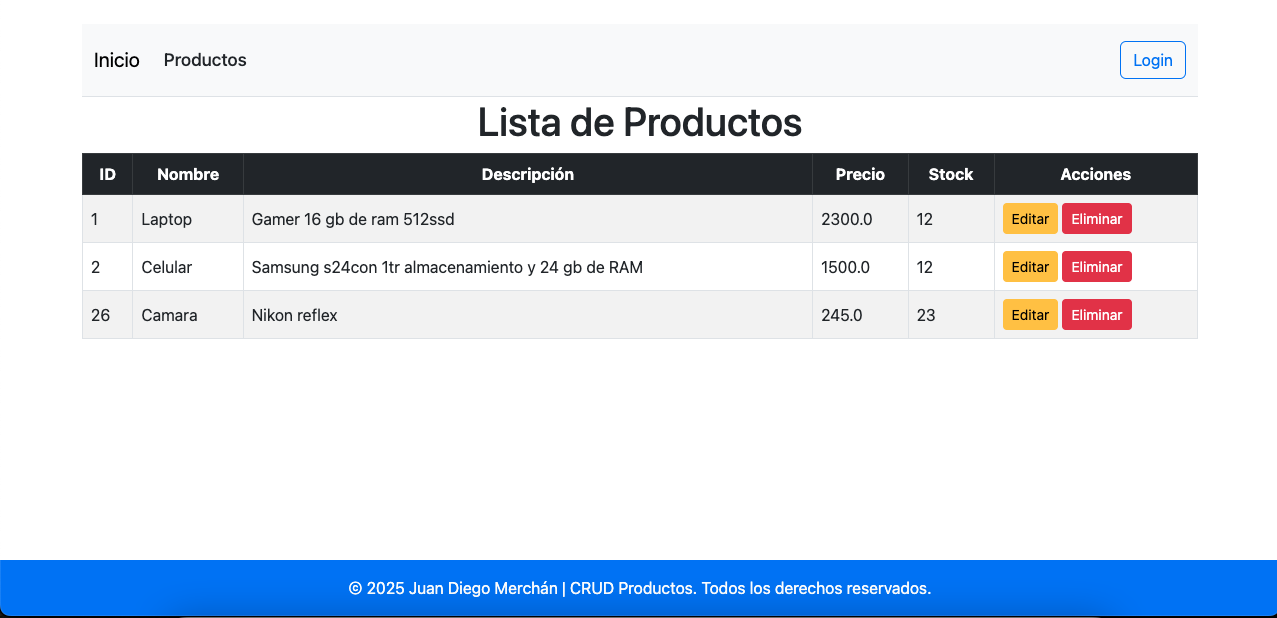 Inicio Productos Login
Lista de Productos
ID Nombre Descripción Precio Stock Acciones
1 Laptop Gamer 16 gb de ram 512ssd 2300.0 12 Editar Eliminar
2 Celular Samsung s24con 1tr almacenamiento y 24 gb de RAM 1500.0 12 Editar Eliminar
26 Camara Nikon reflex 245.0 23 Editar Eliminar
© 2025 Juan Diego Merchán | CRUD Productos. Todos los derechos reservados.